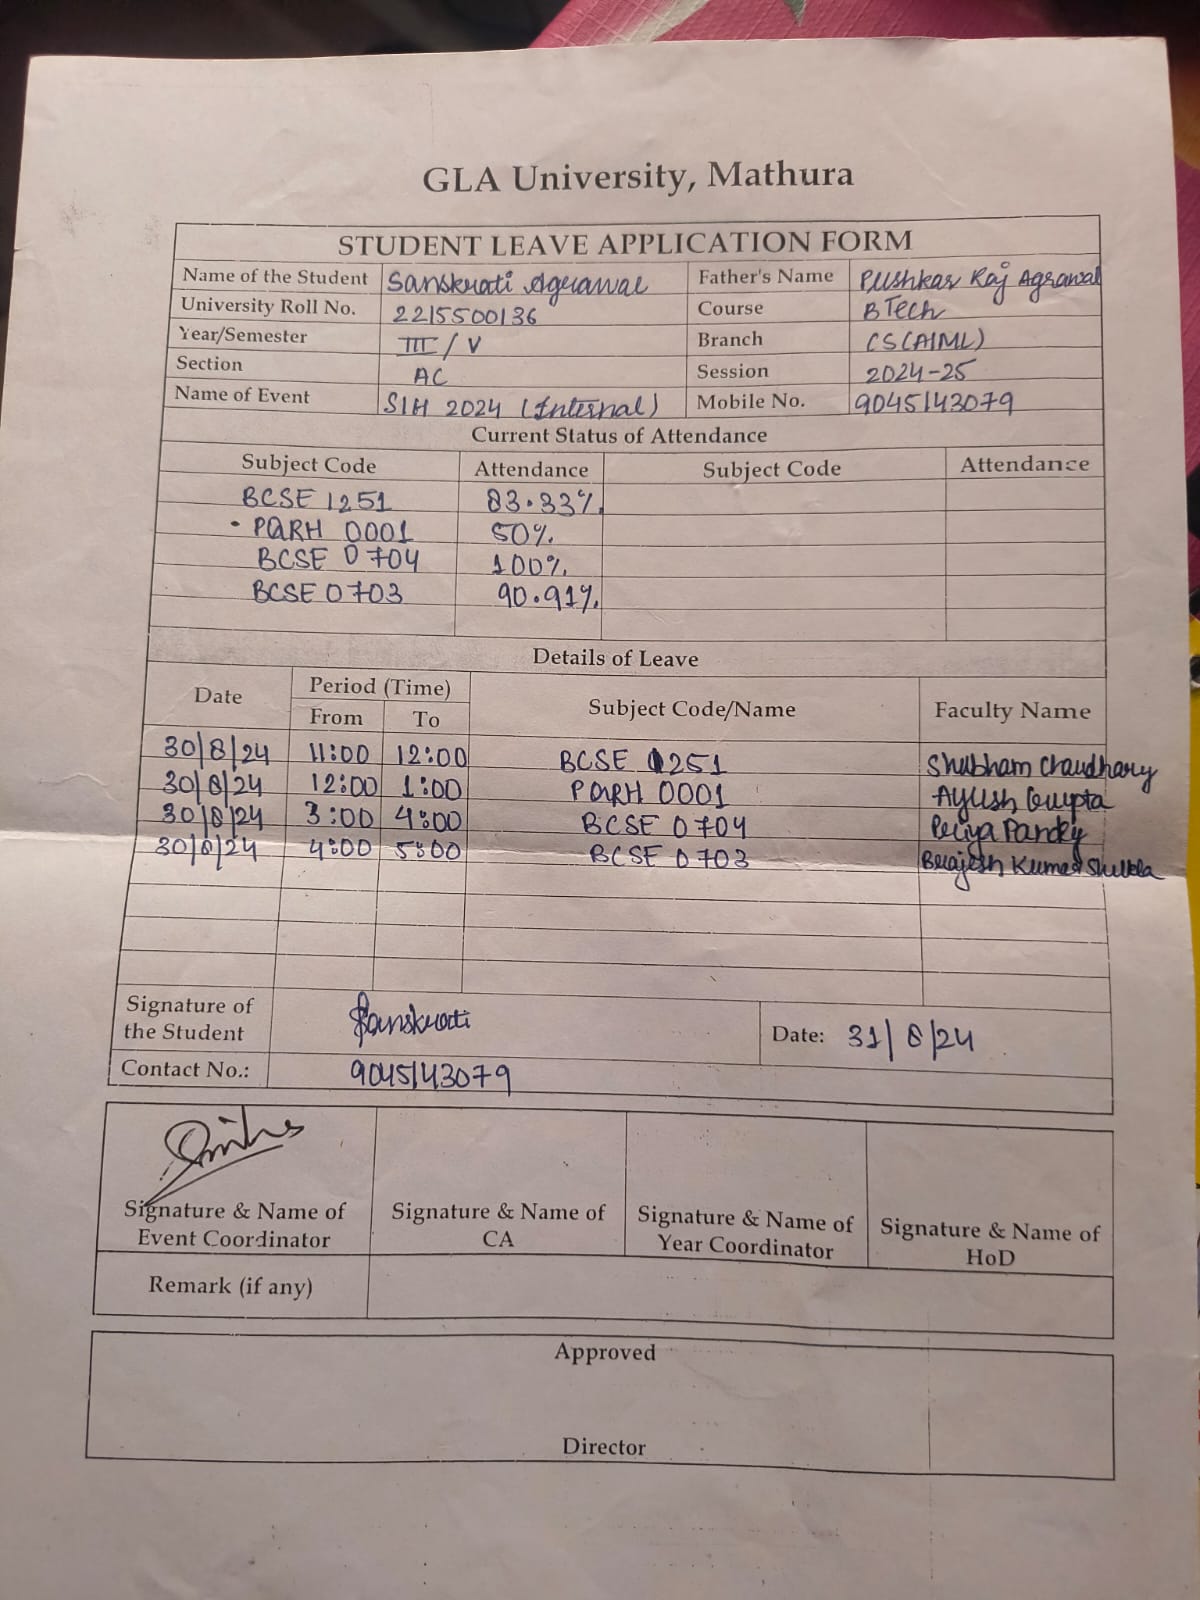 GLA University, Mathura
STUDENT LEAVE APPLICATION FORM
Name of the Student Sanskrati Agrawal Father's Name Pushkar Raj Agrawal
University Roll No. 2215500136 Course BTech
Year/Semester III/V Branch CS(AIML)
Section AC Session 2024-25
Name of Event SIH 2024 (Internal) Mobile No. 9045143079
Current Status of Attendance
Subject Code Attendance Subject Code Attendance
BCSE 1251 83.33%
PQRH 0001 50%
BCSE 0704 100%
BCSE 0703 90.91%
Details of Leave
Date Period (Time) Subject Code/Name Faculty Name
From To
30/8/24 11:00 12:00 BCSE 1251 Shubham Chaudhary
30/8/24 12:00 1:00 PQRH 0001 Ayush Gupta
30/8/24 3:00 4:00 BCSE 0704 Priya Pandey
30/8/24 4:00 5:00 BCSE 0703 Brajesh Kumar Shukla
Signature of the Student Sanskrati Date: 31/8/24
Contact No.: 9045143079
Signature & Name of Event Coordinator Signature & Name of CA Signature & Name of Year Coordinator Signature & Name of HoD
Remark (if any)
Approved
Director